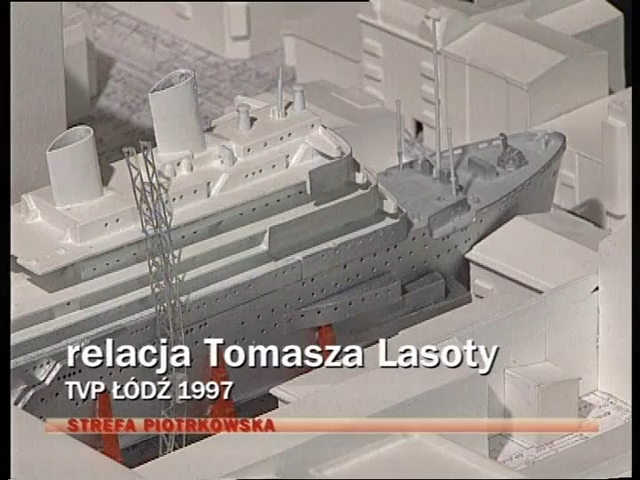 relacja Tomasza Lasoty
TVP ŁÓDŹ 1997
STREFA PIOTRKOWSKA